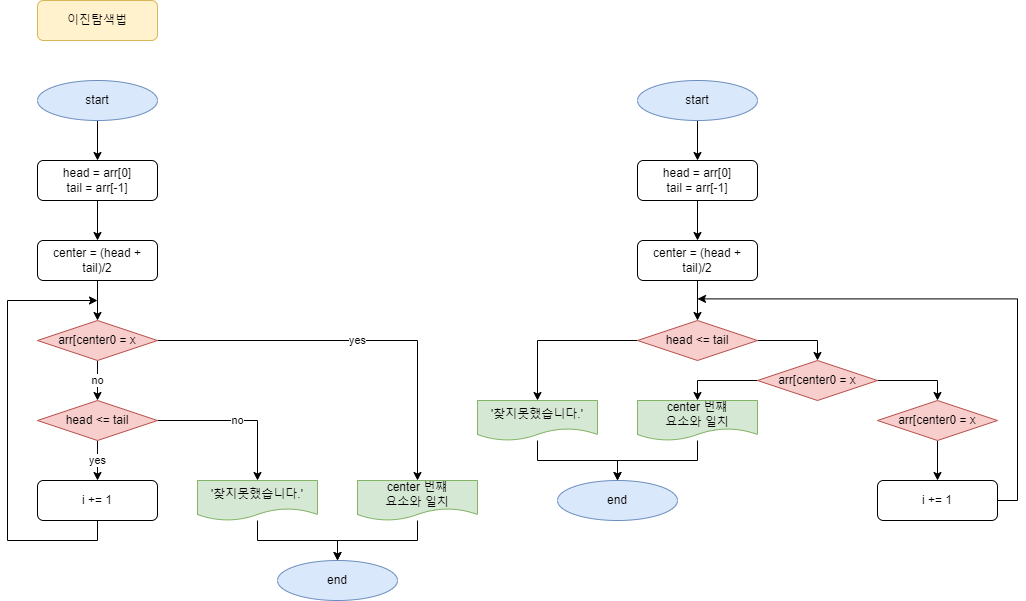 이진탐색법
start
head = arr[0]
tail = arr[-1]
center = (head +
tail)/2
arr[center0 = x
yes
no
head <= tail
no
yes
i += 1
'찾지못했습니다.'
center 번쨰
요소와 일치
end
start
head = arr[0]
tail = arr[-1]
center = (head +
tail)/2
head <= tail
arr[center0 = x
'찾지못했습니다.'
center 번쨰
요소와 일치
arr[center0 = x
end
i += 1